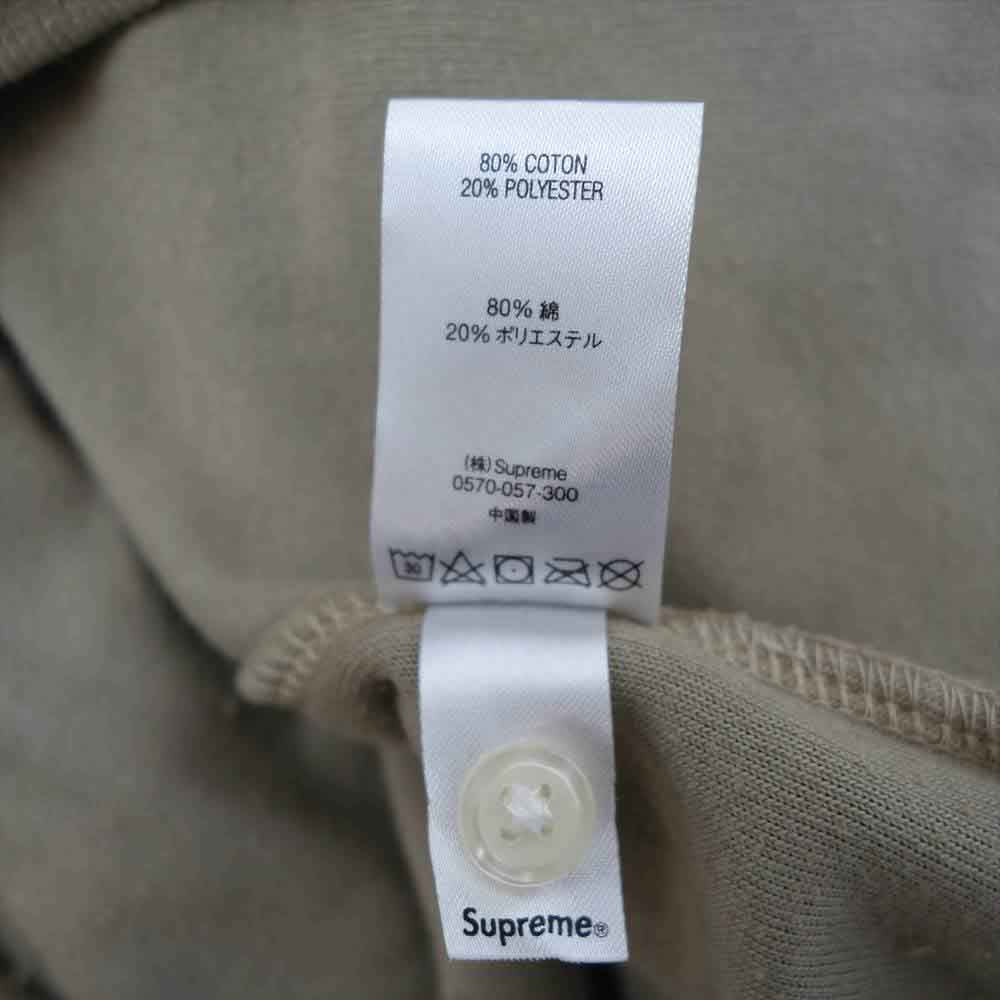 80% COTON
20% POLYESTER
80% 綿
20% ポリエステル
(株)Supreme
0570-057-300
中国製
30
Supreme®